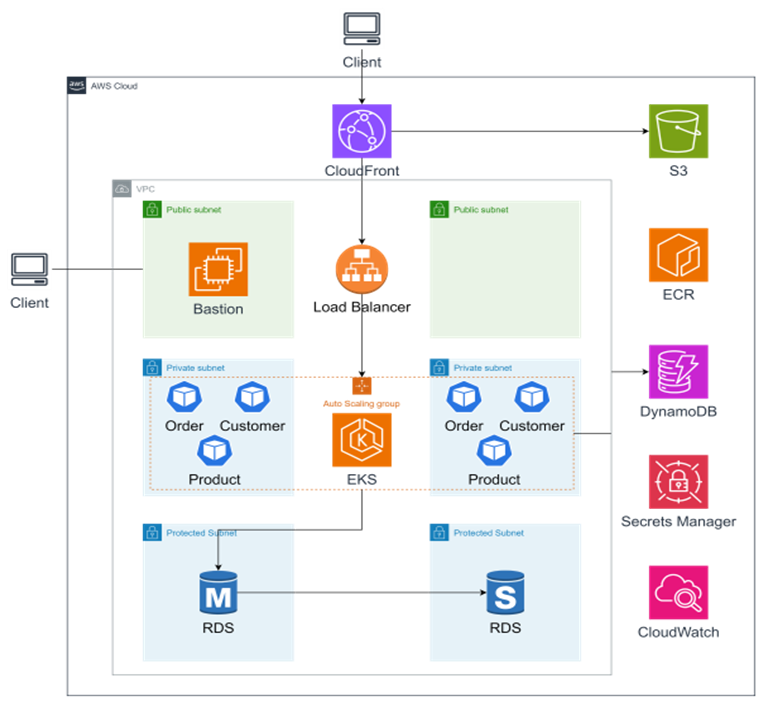 Client
aws
AWS Cloud
CloudFront
S3
VPC
Public subnet
Public subnet
Client
Bastion
Load Balancer
ECR
Private subnet
Private subnet
Order
Customer
Product
Auto Scaling group
K
EKS
Order
Customer
Product
DynamoDB
Secrets Manager
Protected Subnet
Protected Subnet
M
RDS
S
RDS
CloudWatch